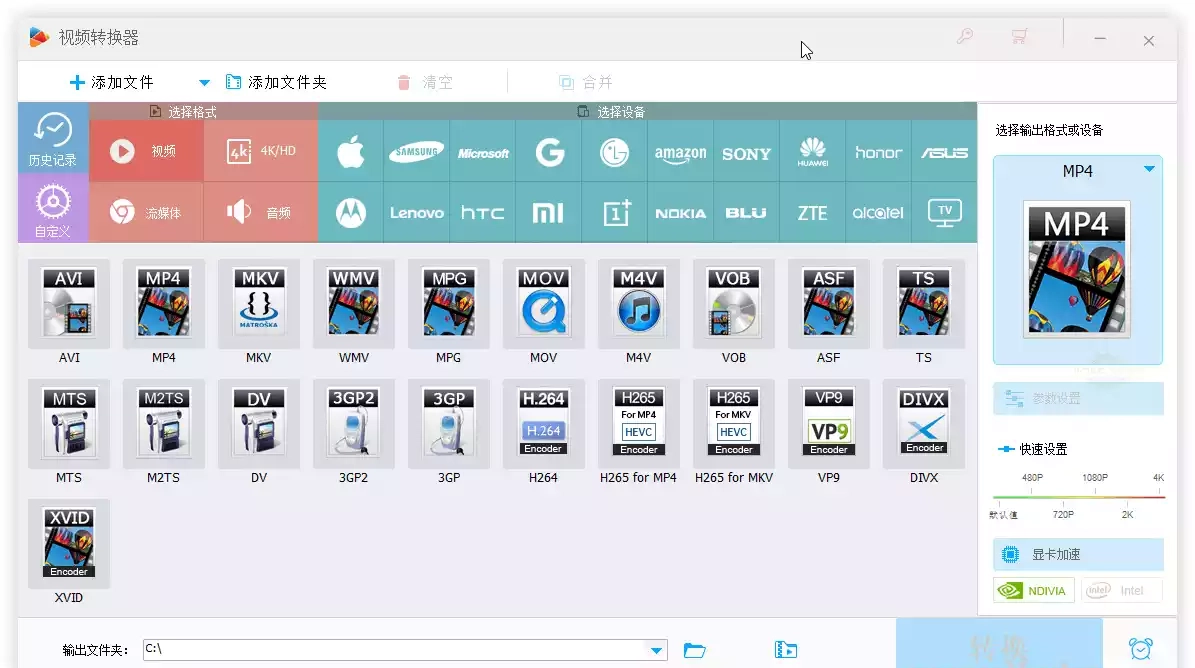 视频转换器
添加文件 添加文件夹 清空 合并
选择格式 选择设备
历史记录 视频 4k 4K/HD SAMSUNG Microsoft G LG amazon SONY HUAWEI honor ASUS
自定义 流媒体 音频 Lenovo hTC MI 1+ NOKIA BLU ZTE alcatel TV
选择输出格式或设备
MP4
MP4
AVI MP4 MKV WMV MPG MOV M4V VOB ASF TS
MATROŠKA
AVI MP4 MKV WMV MPG MOV M4V VOB ASF TS
参数设置
MTS M2TS DV 3GP2 3GP H.264 H265 H265 VP9 DIVX
For MP4 For MKV
H.264 HEVC HEVC VP9
Encoder Encoder Encoder Encoder Encoder
MTS M2TS DV 3GP2 3GP H264 H265 for MP4 H265 for MKV VP9 DIVX
快速设置
480P 1080P 4K
默认值 720P 2K
XVID
Encoder
XVID
显卡加速
NDIVIA intel Intel
输出文件夹: C:\ 转换